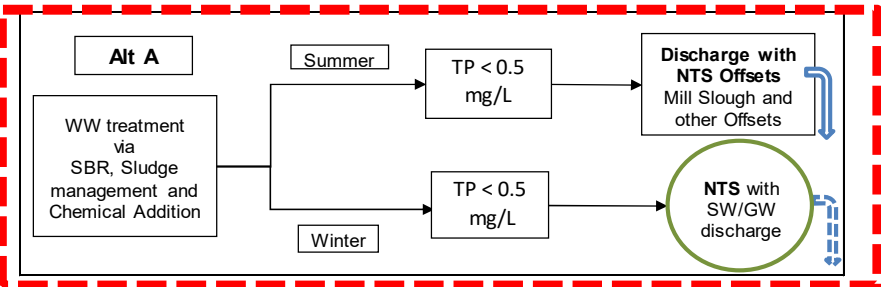 Alt A
Summer
TP < 0.5
mg/L
Discharge with
NTS Offsets
Mill Slough and
other Offsets
WW treatment
via
SBR, Sludge
management and
Chemical Addition
Winter
TP < 0.5
mg/L
NTS with
SW/GW
discharge